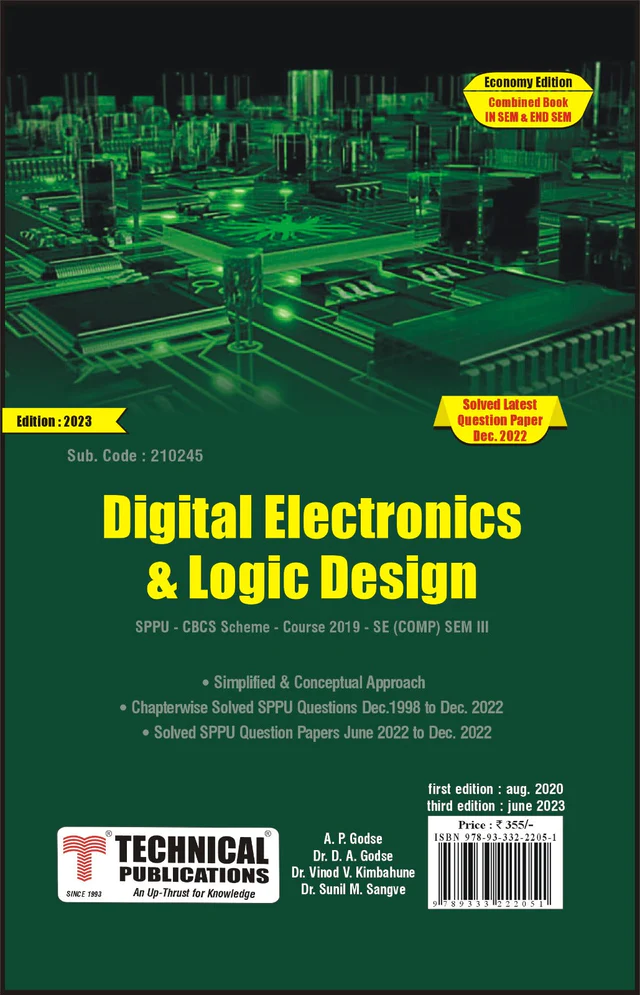 Economy Edition
Combined Book
IN SEM & END SEM
Solved Latest
Question Paper
Dec. 2022
Edition : 2023
Sub. Code : 210245
Digital Electronics
& Logic Design
SPPU - CBCS Scheme - Course 2019 - SE (COMP) SEM III
• Simplified & Conceptual Approach
• Chapterwise Solved SPPU Questions Dec.1998 to Dec. 2022
• Solved SPPU Question Papers June 2022 to Dec. 2022
first edition : aug. 2020
third edition : june 2023
Price : ₹ 355/-
ISBN 978-93-332-2205-1
9 789333 222051
A. P. Godse
Dr. D. A. Godse
Dr. Vinod V. Kimbahune
Dr. Sunil M. Sangve
® TECHNICAL ®
PUBLICATIONS
SINCE 1993 An Up-Thrust for Knowledge